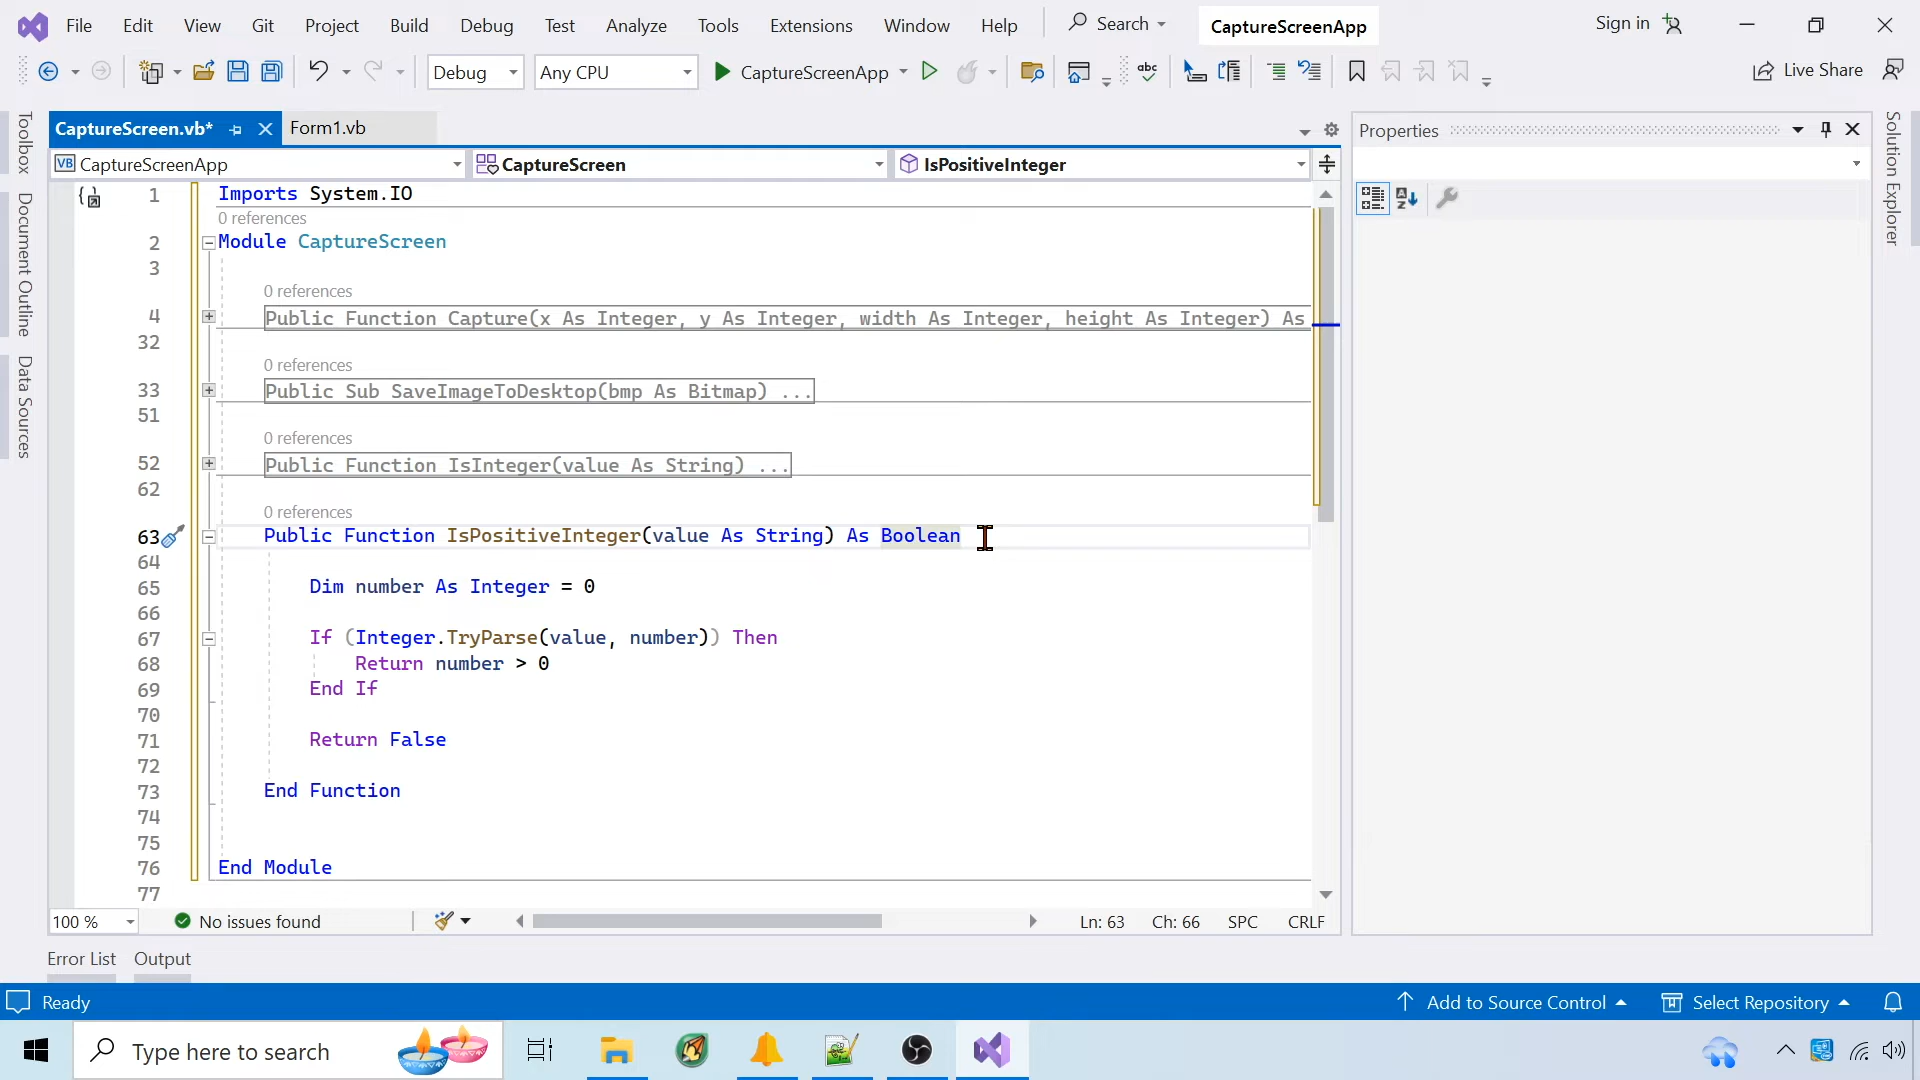 File Edit View Git Project Build Debug Test Analyze Tools Extensions Window Help Search CaptureScreenApp Sign in
Debug Any CPU CaptureScreenApp abc Live Share
CaptureScreen.vb* Form1.vb
Properties
VB CaptureScreenApp CaptureScreen IsPositiveInteger
Toolbox
Document Outline
Data Sources
Solution Explorer
1 Imports System.IO
0 references
2 Module CaptureScreen
3
0 references
4 Public Function Capture(x As Integer, y As Integer, width As Integer, height As Integer) As
32
0 references
33 Public Sub SaveImageToDesktop(bmp As Bitmap) ...
51
0 references
52 Public Function IsInteger(value As String) ...
62
0 references
63 Public Function IsPositiveInteger(value As String) As Boolean
64
65 Dim number As Integer = 0
66
67 If (Integer.TryParse(value, number)) Then
68 Return number > 0
69 End If
70
71 Return False
72
73 End Function
74
75
76 End Module
77
100 % No issues found Ln: 63 Ch: 66 SPC CRLF
Error List Output
Ready Add to Source Control Select Repository
Type here to search